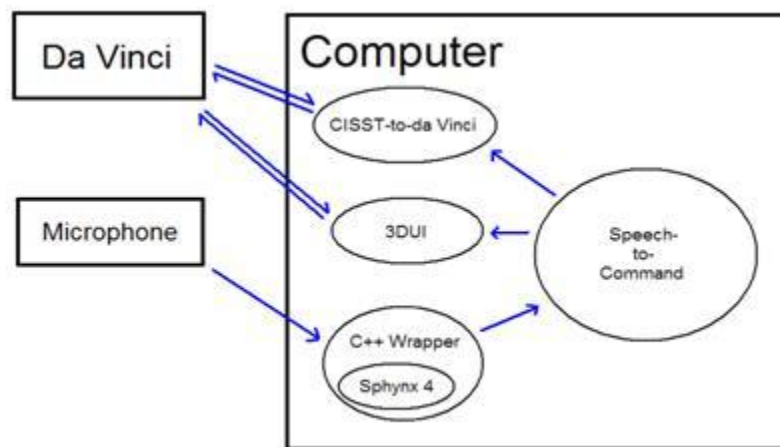 Da Vinci
Computer
CISST-to-da Vinci
Microphone
3DUI
Speech-
to-
Command
C++ Wrapper
Sphynx 4